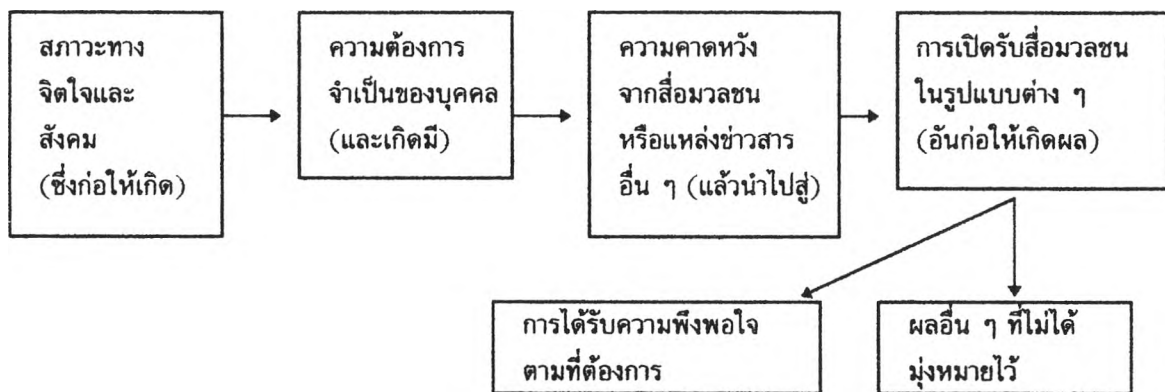 สภาวะทาง
จิตใจและ
สังคม
(ซึ่งก่อให้เกิด)
ความต้องการ
จำเป็นของบุคคล
(และเกิดมี)
ความคาดหวัง
จากสื่อมวลชน
หรือแหล่งข่าวสาร
อื่น ๆ (แล้วนำไปสู่)
การเปิดรับสื่อมวลชน
ในรูปแบบต่าง ๆ
(อันก่อให้เกิดผล)
การได้รับความพึงพอใจ
ตามที่ต้องการ
ผลอื่น ๆ ที่ไม่ได้
มุ่งหมายไว้